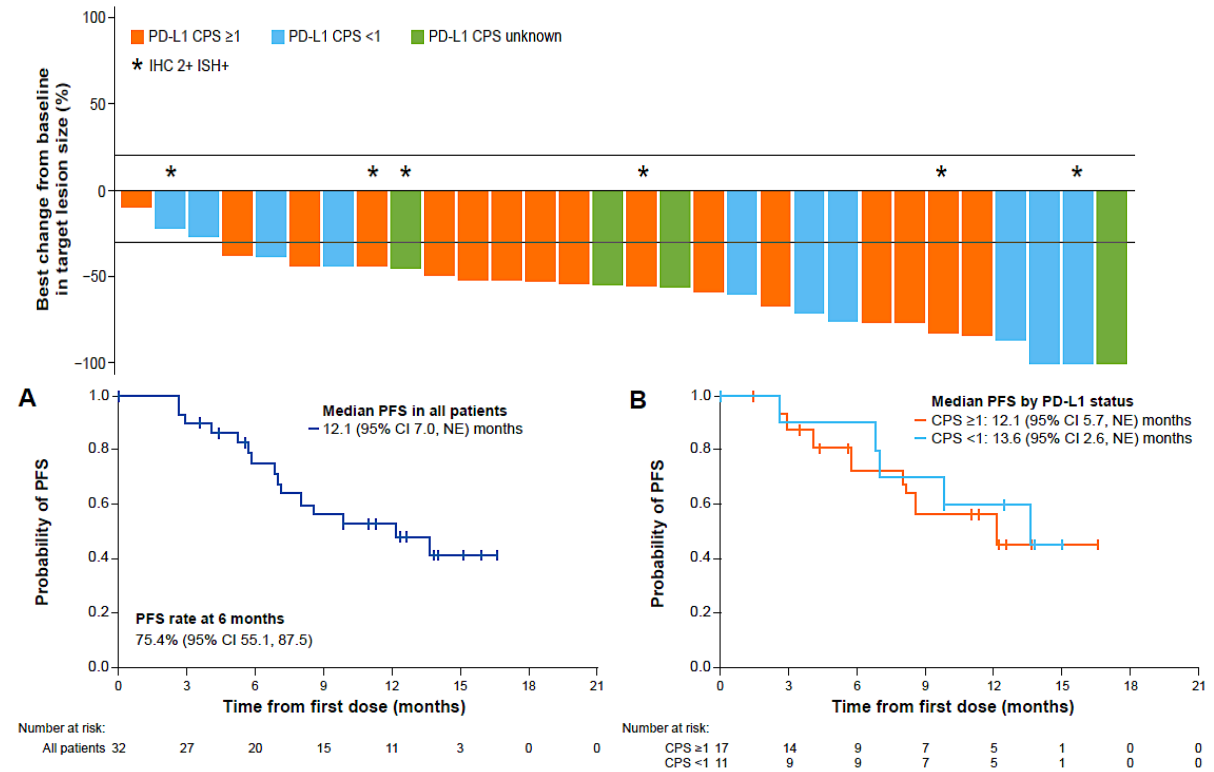 100
PD-L1 CPS ≥1 PD-L1 CPS <1 PD-L1 CPS unknown
* IHC 2+ ISH+
Best change from baseline
in target lesion size (%)
50
* * * * * *
0
−50
−100
A
Median PFS in all patients
12.1 (95% CI 7.0, NE) months
Probability of PFS
1.0
0.8
0.6
0.4
0.2
0.0
PFS rate at 6 months
75.4% (95% CI 55.1, 87.5)
0 3 6 9 12 15 18 21
Time from first dose (months)
Number at risk:
All patients 32 27 20 15 11 3 0 0
B
Median PFS by PD-L1 status
CPS ≥1: 12.1 (95% CI 5.7, NE) months
CPS <1: 13.6 (95% CI 2.6, NE) months
Probability of PFS
1.0
0.8
0.6
0.4
0.2
0.0
0 3 6 9 12 15 18 21
Time from first dose (months)
Number at risk:
CPS ≥1 17 14 9 7 5 1 0 0
CPS <1 11 9 9 7 5 1 0 0